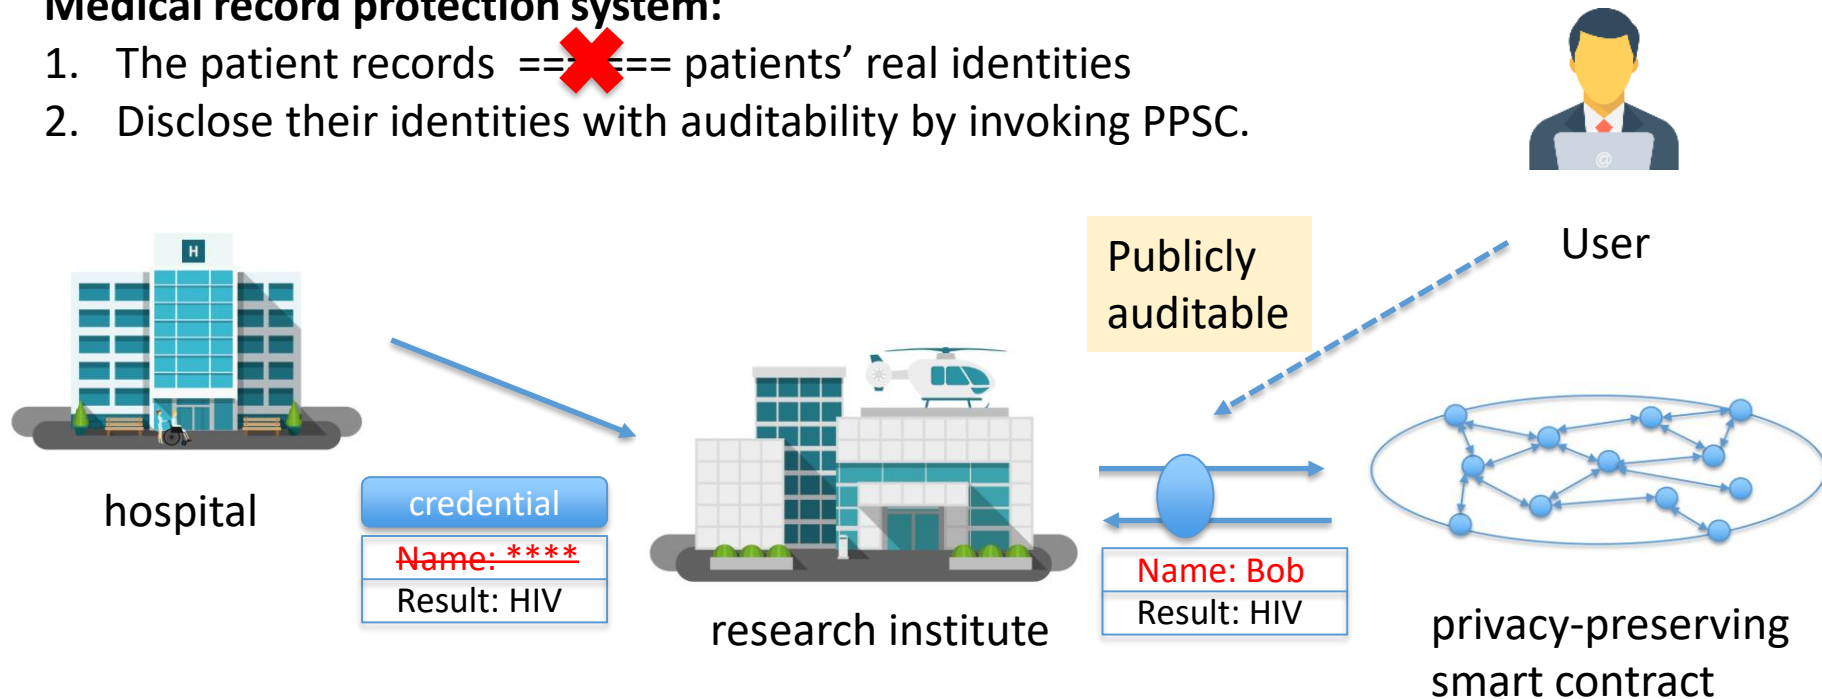 Medical record protection system:
1. The patient records ===== patients’ real identities
2. Disclose their identities with auditability by invoking PPSC.
@
User
H
Publicly
auditable
hospital
credential
Name: ****
Result: HIV
research institute
Name: Bob
Result: HIV
privacy-preserving
smart contract